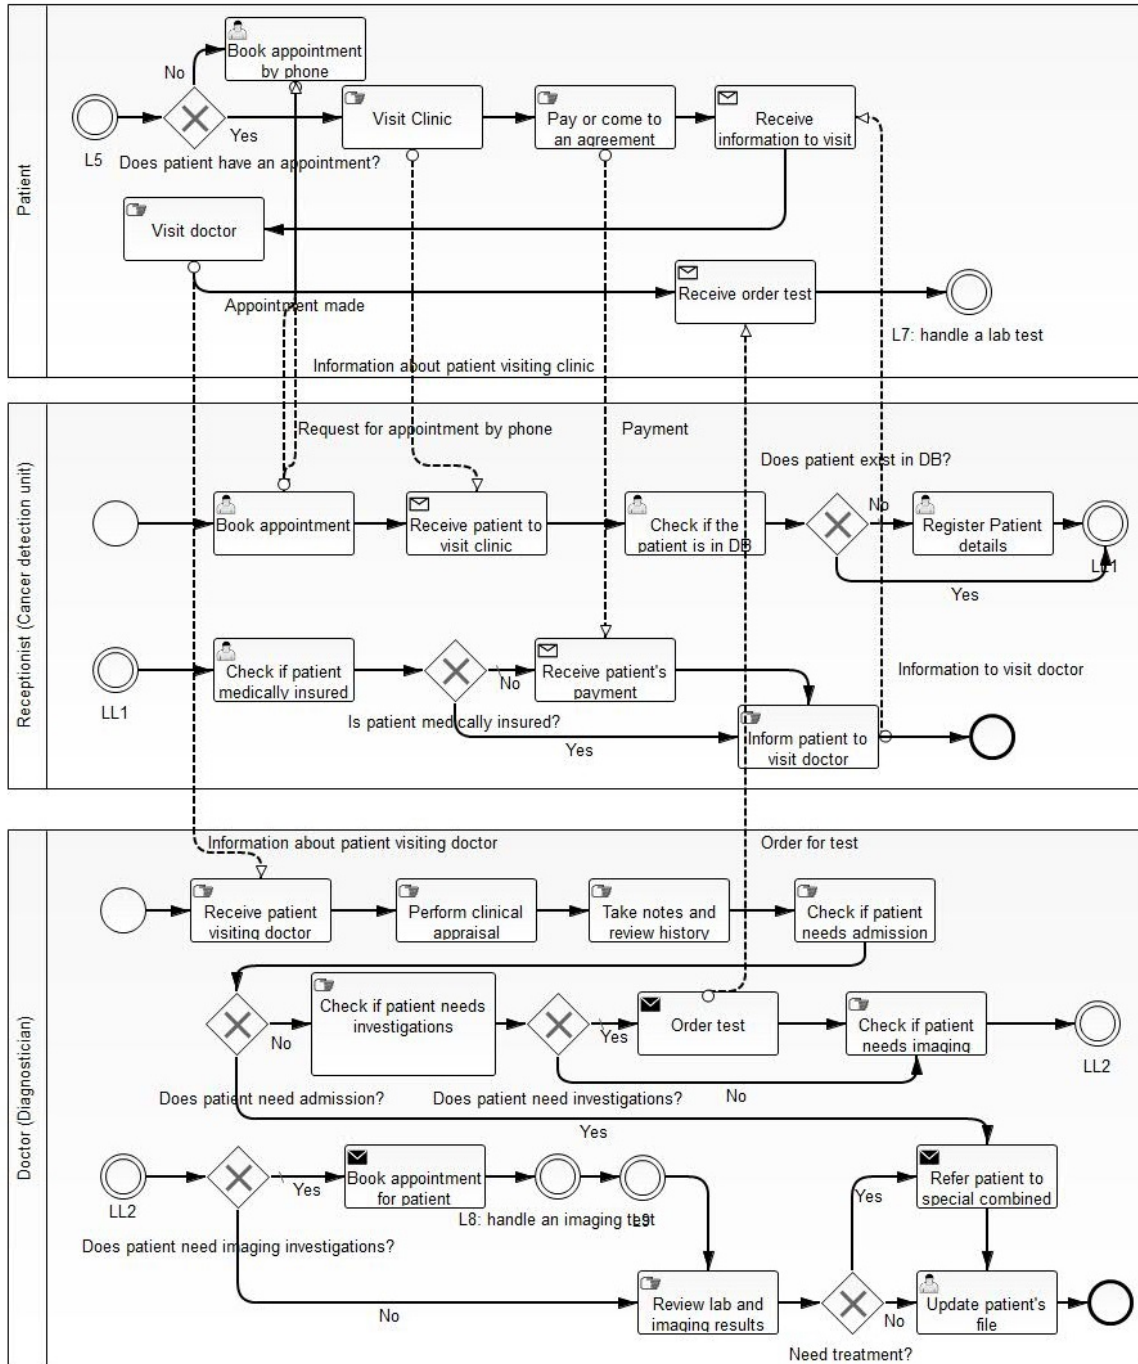 Patient
Book appointment
by phone
No
Visit Clinic
Pay or come to
an agreement
Receive
information to visit
Yes
L5
Does patient have an appointment?
Visit doctor
Appointment made
Receive order test
L7: handle a lab test
Information about patient visiting clinic
Receptionist (Cancer detection unit)
Request for appointment by phone
Payment
Does patient exist in DB?
No
Book appointment
Receive patient to
visit clinic
Check if the
patient is in DB
Register Patient
details
LL1
Yes
Check if patient
medically insured
No
Receive patient's
payment
Information to visit doctor
LL1
Is patient medically insured?
Yes
Inform patient to
visit doctor
Doctor (Diagnostician)
Information about patient visiting doctor
Order for test
Receive patient
visiting doctor
Perform clinical
appraisal
Take notes and
review history
Check if patient
needs admission
Check if patient needs
investigations
No
Yes
Order test
Check if patient
needs imaging
LL2
Does patient need admission?
Does patient need investigations?
No
Yes
Book appointment
for patient
Yes
Refer patient to
special combined
Yes
LL2
L8: handle an imaging test
L9
Does patient need imaging investigations?
No
Review lab and
imaging results
No
Update patient's
file
Need treatment?